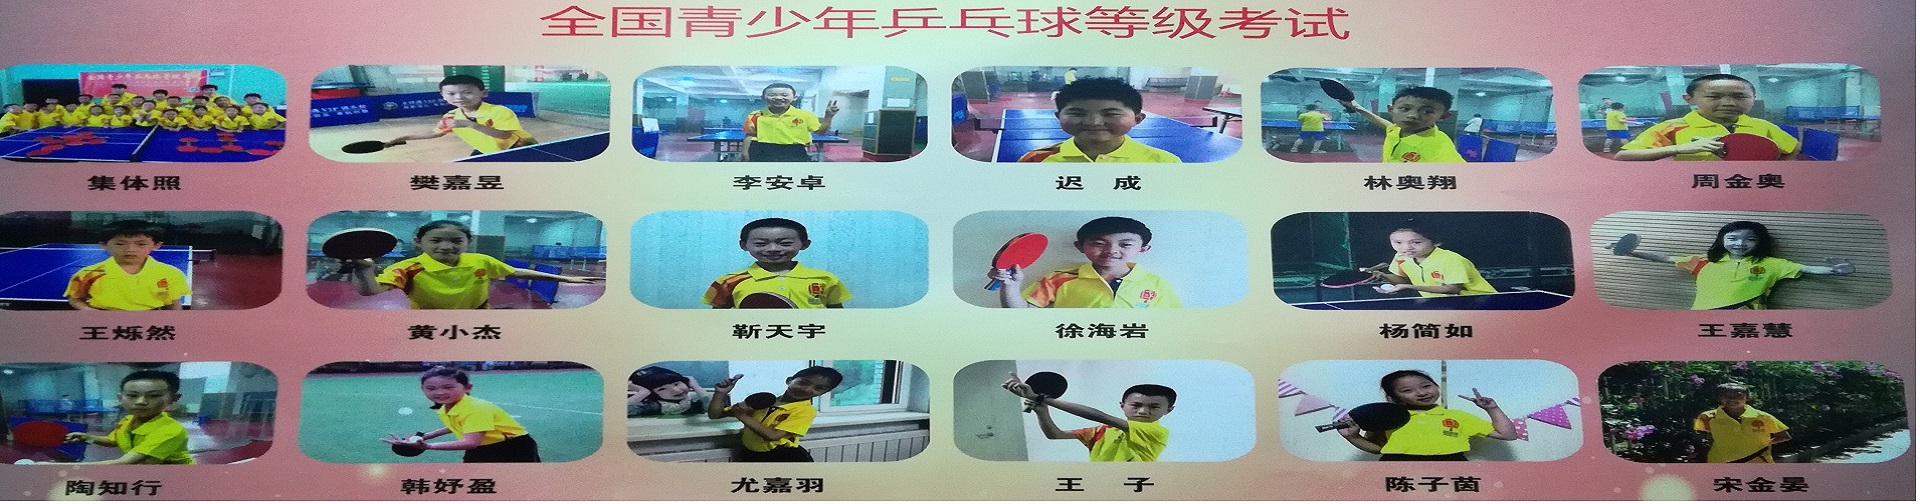 全国青少年乒乓球等级考试
集体照 樊嘉昱 李安卓 迟 成 林奥翔 周金奥
王烁然 黄小杰 靳天宇 徐海岩 杨简如 王嘉慧
陶知行 韩妤盈 尤嘉羽 王 子 陈子茵 宋金晏